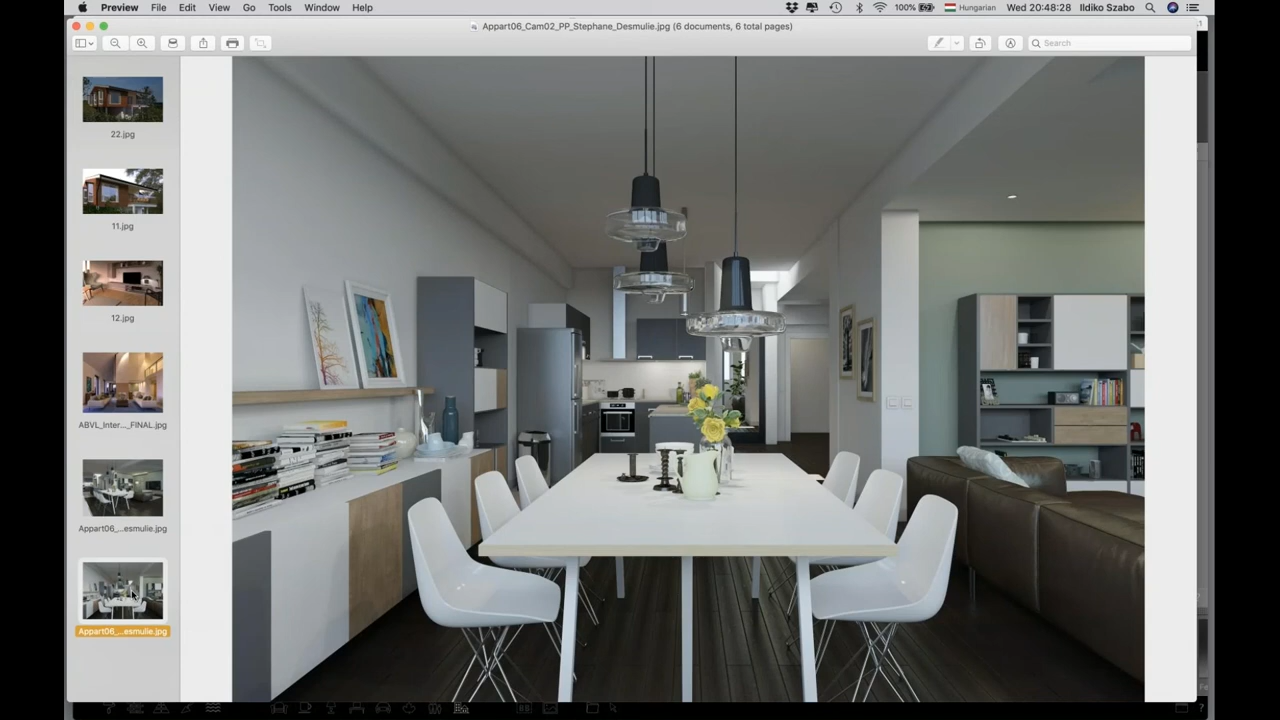 Preview File Edit View Go Tools Window Help 100% Hungarian Wed 20:48:28 Ildiko Szabo
Appart06_Cam02_PP_Stephane_Desmulie.jpg (6 documents, 6 total pages)
Search
22.jpg
11.jpg
12.jpg
ABVL_Inter..._FINAL.jpg
Appart06_...esmulie.jpg
Appart06_...esmulie.jpg